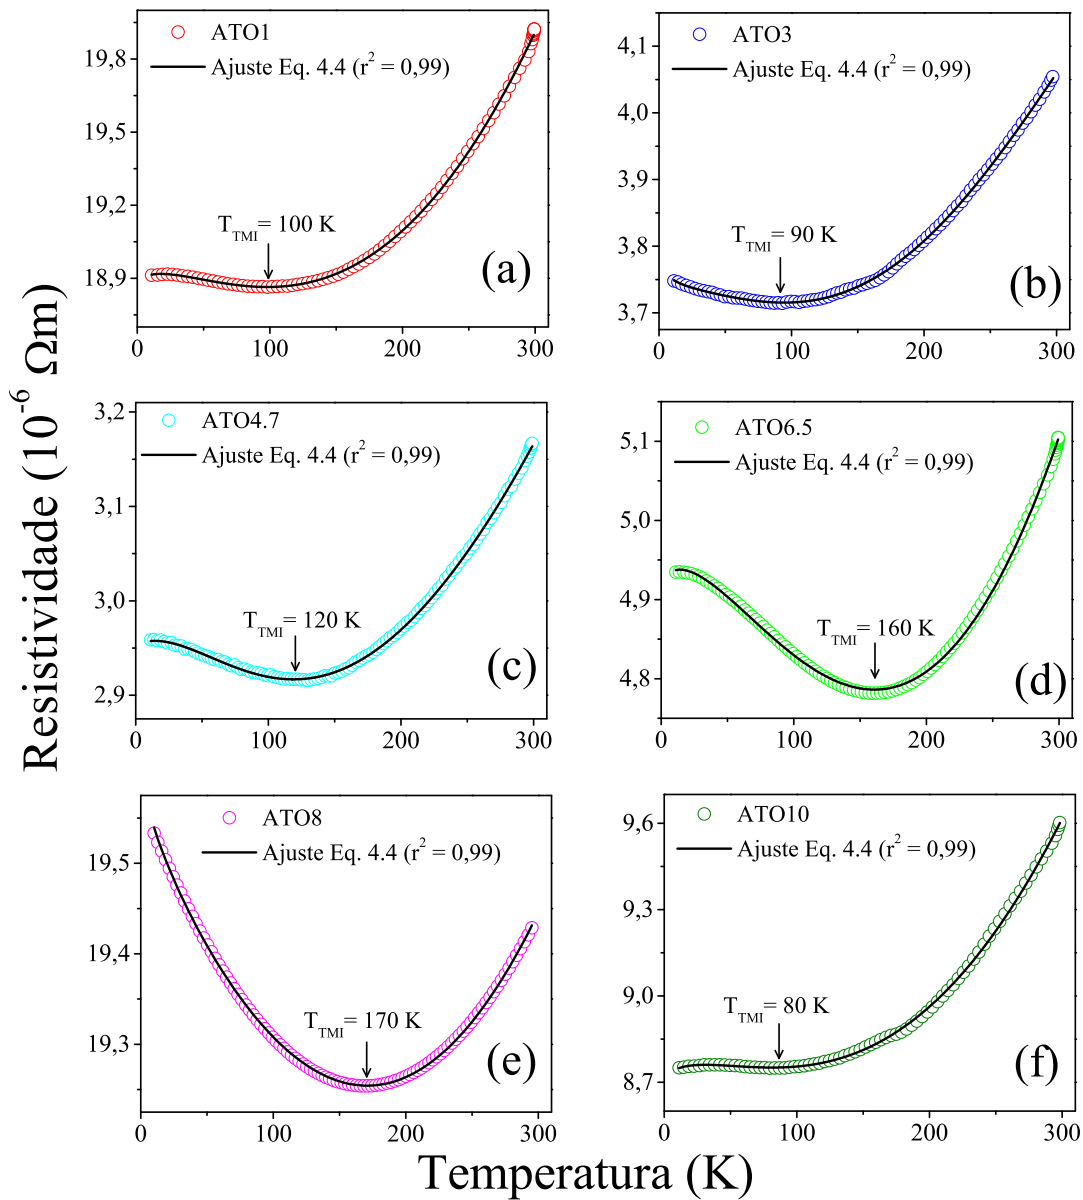 Resistividade (10⁻⁶ Ωm)
ATO1
Ajuste Eq. 4.4 (r² = 0,99)
19,8
19,5
19,2
18,9
T_TMI= 100 K
(a)
0 100 200 300
ATO3
Ajuste Eq. 4.4 (r² = 0,99)
4,1
4,0
3,9
3,8
3,7
T_TMI= 90 K
(b)
0 100 200 300
ATO4.7
Ajuste Eq. 4.4 (r² = 0,99)
3,2
3,1
3,0
2,9
T_TMI= 120 K
(c)
0 100 200 300
ATO6.5
Ajuste Eq. 4.4 (r² = 0,99)
5,1
5,0
4,9
4,8
T_TMI= 160 K
(d)
0 100 200 300
ATO8
Ajuste Eq. 4.4 (r² = 0,99)
19,5
19,4
19,3
T_TMI= 170 K
(e)
0 100 200 300
ATO10
Ajuste Eq. 4.4 (r² = 0,99)
9,6
9,3
9,0
8,7
T_TMI= 80 K
(f)
0 100 200 300
Temperatura (K)